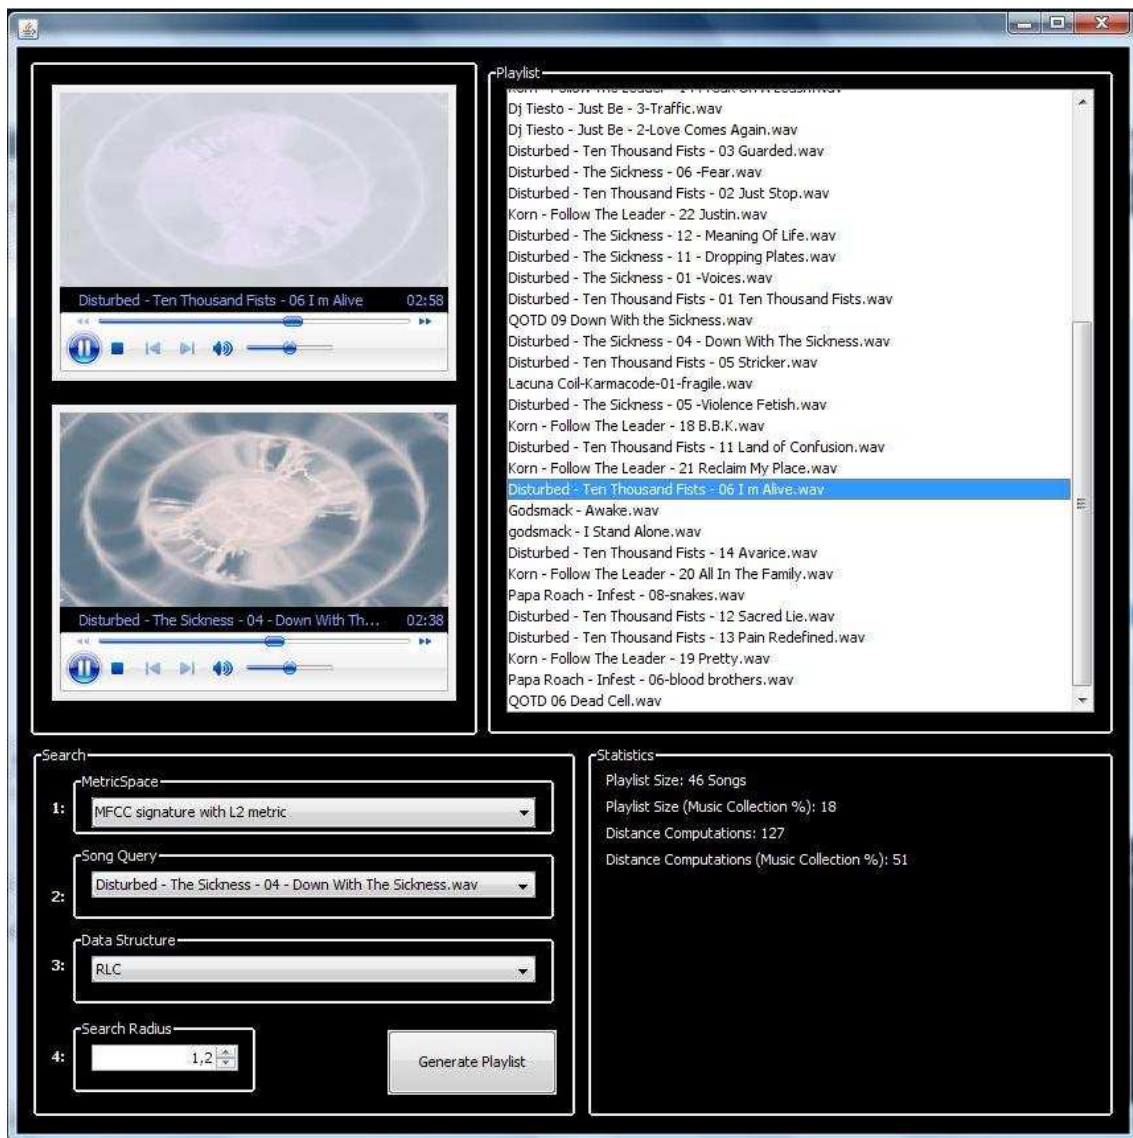 Disturbed - Ten Thousand Fists - 06 I m Alive 02:58
Disturbed - The Sickness - 04 - Down With Th... 02:38
Playlist
Korn - Follow The Leader - 14 Freak On A Leash.wav
Dj Tiesto - Just Be - 3-Traffic.wav
Dj Tiesto - Just Be - 2-Love Comes Again.wav
Disturbed - Ten Thousand Fists - 03 Guarded.wav
Disturbed - The Sickness - 06 -Fear.wav
Disturbed - Ten Thousand Fists - 02 Just Stop.wav
Korn - Follow The Leader - 22 Justin.wav
Disturbed - The Sickness - 12 - Meaning Of Life.wav
Disturbed - The Sickness - 11 - Dropping Plates.wav
Disturbed - The Sickness - 01 -Voices.wav
Disturbed - Ten Thousand Fists - 01 Ten Thousand Fists.wav
QOTD 09 Down With the Sickness.wav
Disturbed - The Sickness - 04 - Down With The Sickness.wav
Disturbed - Ten Thousand Fists - 05 Stricker.wav
Lacuna Coil-Karmacode-01-fragile.wav
Disturbed - The Sickness - 05 -Violence Fetish.wav
Korn - Follow The Leader - 18 B.B.K.wav
Disturbed - Ten Thousand Fists - 11 Land of Confusion.wav
Korn - Follow The Leader - 21 Reclaim My Place.wav
Disturbed - Ten Thousand Fists - 06 I m Alive.wav
Godsmack - Awake.wav
godsmack - I Stand Alone.wav
Disturbed - Ten Thousand Fists - 14 Avarice.wav
Korn - Follow The Leader - 20 All In The Family.wav
Papa Roach - Infest - 08-snakes.wav
Disturbed - Ten Thousand Fists - 12 Sacred Lie.wav
Disturbed - Ten Thousand Fists - 13 Pain Redefined.wav
Korn - Follow The Leader - 19 Pretty.wav
Papa Roach - Infest - 06-blood brothers.wav
QOTD 06 Dead Cell.wav
Search
MetricSpace
1: MFCC signature with L2 metric
Song Query
2: Disturbed - The Sickness - 04 - Down With The Sickness.wav
Data Structure
3: RLC
Search Radius
4: 1,2
Generate Playlist
Statistics
Playlist Size: 46 Songs
Playlist Size (Music Collection %): 18
Distance Computations: 127
Distance Computations (Music Collection %): 51